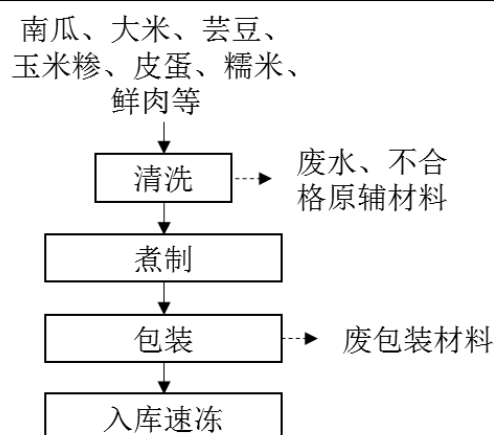 南瓜、大米、芸豆、
玉米糁、皮蛋、糯米、
鲜肉等
清洗
废水、不合
格原辅材料
煮制
包装
废包装材料
入库速冻